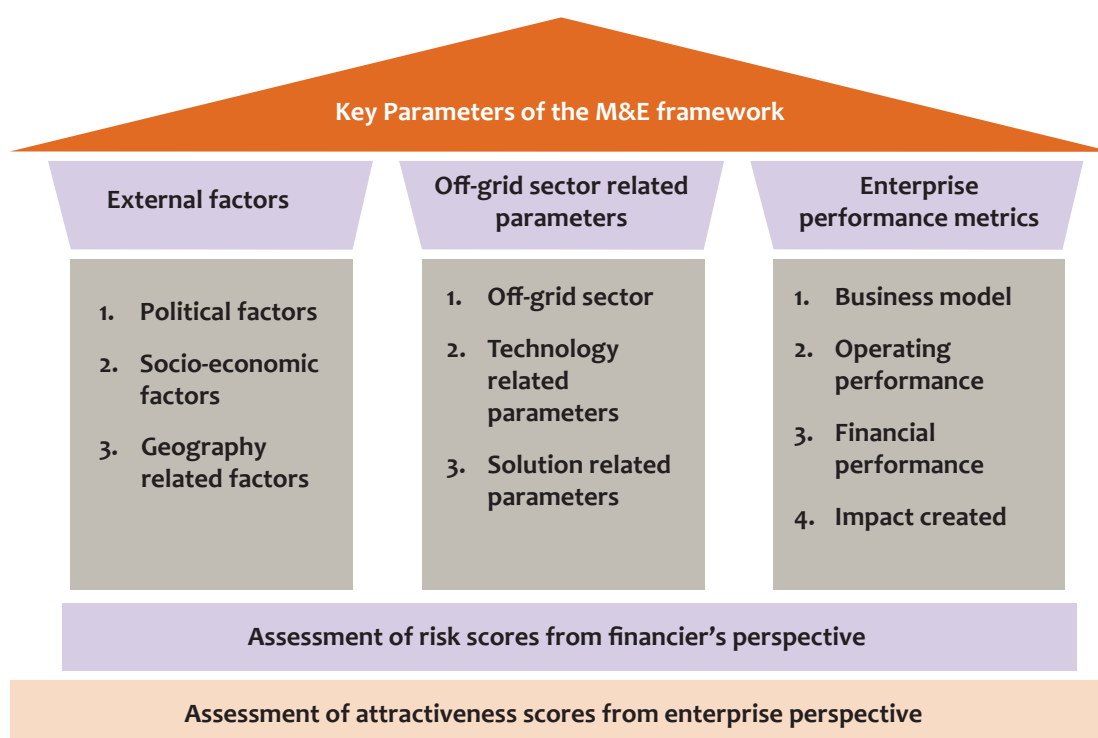 Key Parameters of the M&E framework
External factors
1. Political factors
2. Socio-economic
factors
3. Geography
related factors
Off-grid sector related
parameters
1. Off-grid sector
2. Technology
related
parameters
3. Solution related
parameters
Enterprise
performance metrics
1. Business model
2. Operating
performance
3. Financial
performance
4. Impact created
Assessment of risk scores from financier’s perspective
Assessment of attractiveness scores from enterprise perspective